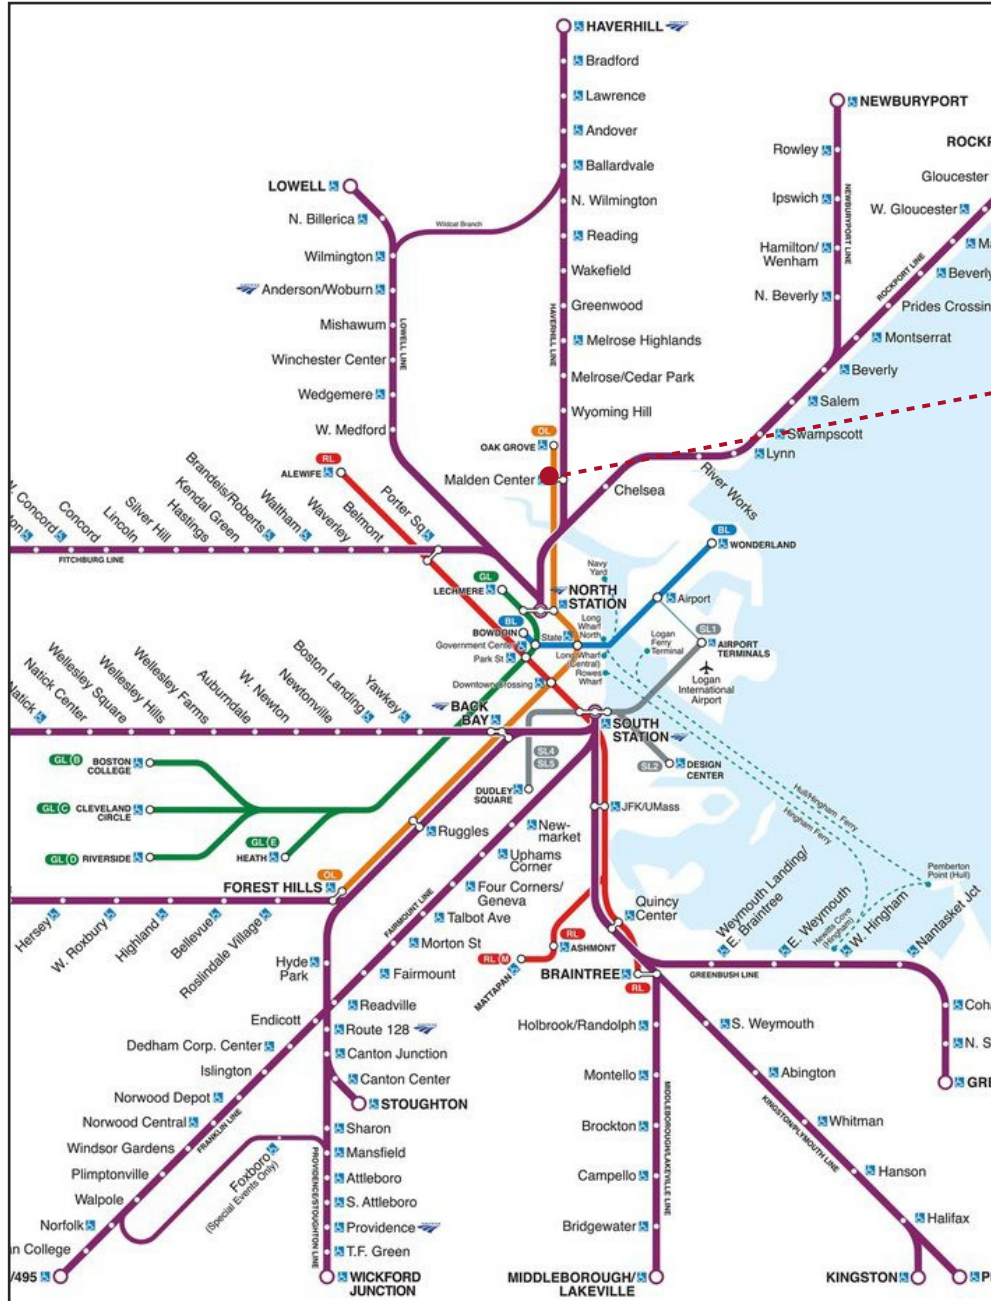 HAVERHILL
Bradford
Lawrence
Andover
Ballardvale
N. Wilmington
Reading
Wakefield
Greenwood
HAVERHILL LINE
Melrose Highlands
Melrose/Cedar Park
Wyoming Hill
NEWBURYPORT
Rowley
Ipswich
NEWBURYPORT LINE
Hamilton/
Wenham
N. Beverly
ROCKP
Gloucester
W. Gloucester
Ma
Beverly
ROCKPORT LINE
Prides Crossin
Montserrat
Beverly
Salem
Swampscott
Lynn
River Works
Chelsea
LOWELL
N. Billerica
Wildcat Branch
Wilmington
Anderson/Woburn
Mishawum
LOWELL LINE
Winchester Center
Wedgemere
W. Medford
OL
OAK GROVE
Malden Center
RL
ALEWIFE
Porter Sq
Belmont
Waverley
Waltham
Brandeis/Roberts
Kendal Green
Hastings
Silver Hill
Lincoln
Concord
W. Concord
ton
FITCHBURG LINE
BL
WONDERLAND
GL
LECHMERE
NORTH
STATION
Navy
Yard
Airport
BL
BOWDOIN
State
Long
Wharf
North
Government Center
Park St
Long Wharf
(Central)
Rowes
Wharf
Logan
Ferry
Terminal
SL1
AIRPORT
TERMINALS
Logan
International
Airport
Downtown Crossing
BACK
BAY
SOUTH
STATION
SL2
DESIGN
CENTER
SL4
SL5
DUDLEY
SQUARE
Yawkey
Boston Landing
Newtonville
W. Newton
Auburndale
Wellesley Farms
Wellesley Hills
Wellesley Square
Natick Center
Natick
GL B
BOSTON
COLLEGE
GL C
CLEVELAND
CIRCLE
GL D
RIVERSIDE
GL E
HEATH
JFK/UMass
New-
market
Ruggles
Uphams
Corner
Four Corners/
Geneva
Talbot Ave
Morton St
Fairmount
FAIRMOUNT LINE
OL
FOREST HILLS
Hersey
W. Roxbury
Highland
Bellevue
Roslindale Village
Hyde
Park
Readville
Endicott
Route 128
Dedham Corp. Center
Canton Junction
Islington
Canton Center
Norwood Depot
STOUGHTON
Norwood Central
FRANKLIN LINE
Sharon
Windsor Gardens
Mansfield
Plimptonville
Foxboro
(Special Events Only)
Attleboro
Walpole
S. Attleboro
Norfolk
Providence
PROVIDENCE/STOUGHTON LINE
n College
T.F. Green
/495
WICKFORD
JUNCTION
Hull/Hingham Ferry
Hingham Ferry
Pemberton
Point (Hull)
Hewitts Cove
(Hingham)
Quincy
Center
RL
ASHMONT
RL M
MATTAPAN
BRAINTREE
RL
Weymouth Landing/
E. Braintree
E. Weymouth
W. Hingham
Nantasket Jct
GREENBUSH LINE
Coha
N. S
GRE
Holbrook/Randolph
Montello
Brockton
Campello
Bridgewater
MIDDLEBOROUGH/LAKEVILLE LINE
MIDDLEBOROUGH/
LAKEVILLE
S. Weymouth
Abington
Whitman
Hanson
Halifax
KINGSTON/PLYMOUTH LINE
KINGSTON
P